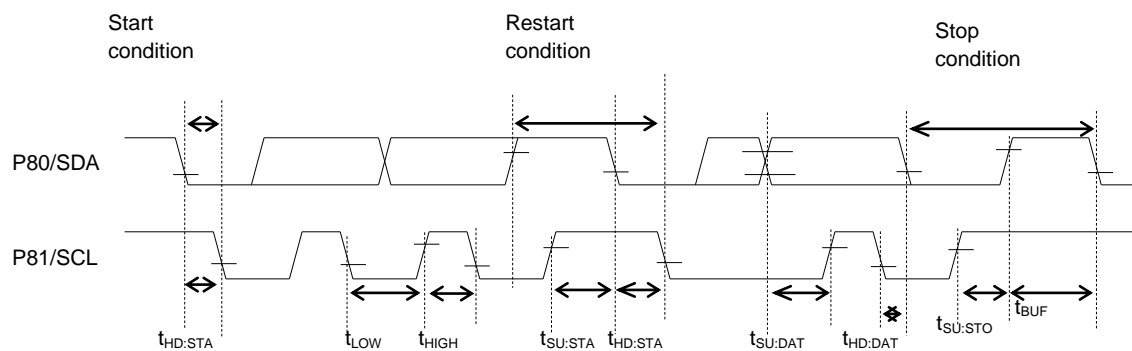 Start
condition
Restart
condition
Stop
condition
P80/SDA
P81/SCL
tHD:STA
tLOW
tHIGH
tSU:STA
tHD:STA
tSU:DAT
tHD:DAT
tSU:STO
tBUF